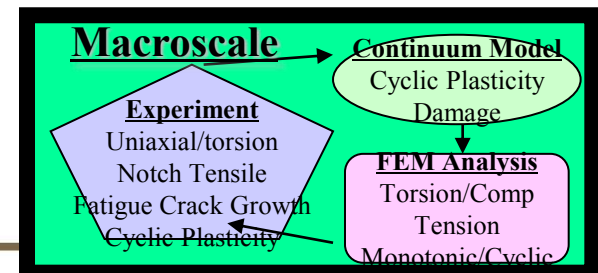 Macroscale
Experiment
Uniaxial/torsion
Notch Tensile
Fatigue Crack Growth
Cyclic Plasticity
Continuum Model
Cyclic Plasticity
Damage
FEM Analysis
Torsion/Comp
Tension
Monotonic/Cyclic